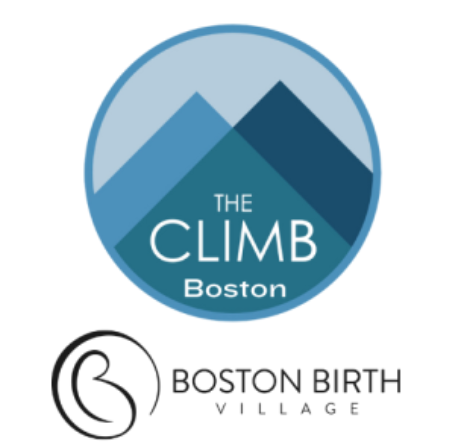 THE
CLIMB
Boston
BOSTON BIRTH
VILLAGE